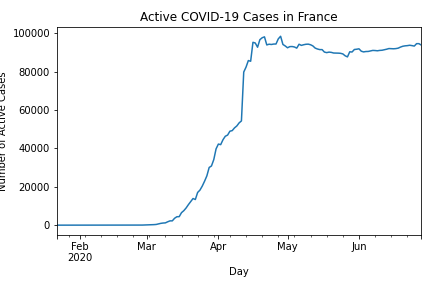 Active COVID-19 Cases in France
Number of Active Cases
100000
80000
60000
40000
20000
0
Feb Mar Apr May Jun
2020
Day